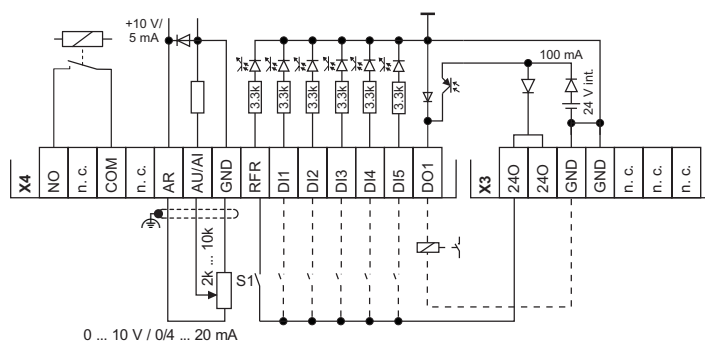 +10 V/
5 mA
100 mA
24 V int.
3.3k
3.3k
3.3k
3.3k
3.3k
3.3k
X4
NO
n. c.
COM
n. c.
AR
AU/AI
GND
RFR
DI1
DI2
DI3
DI4
DI5
DO1
X3
24O
24O
GND
GND
n. c.
n. c.
n. c.
2k ... 10k
S1
0 ... 10 V / 0/4 ... 20 mA